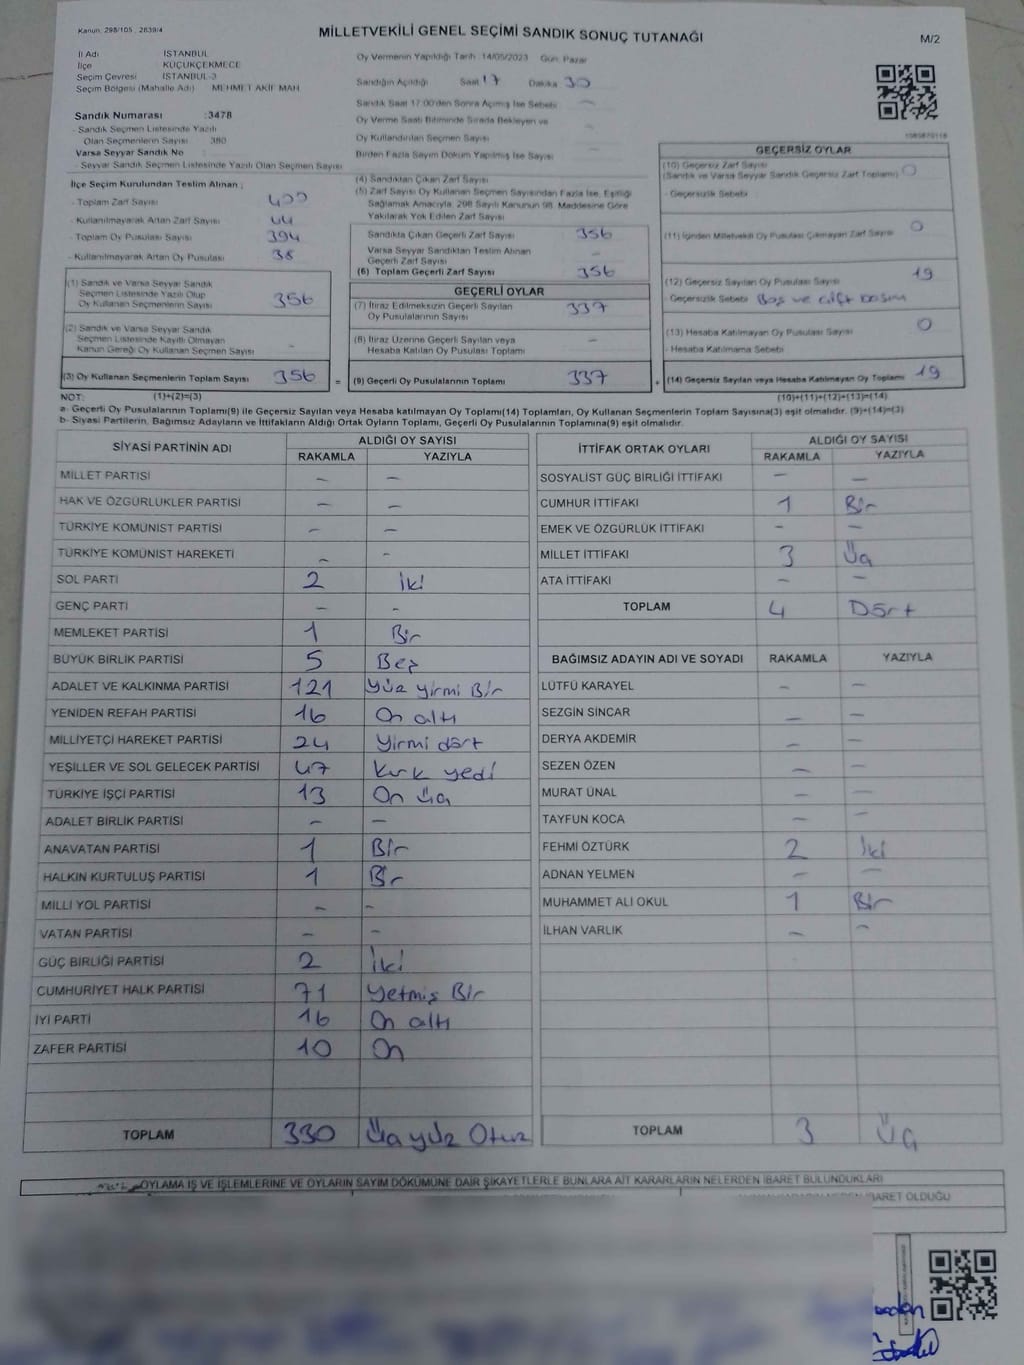 Kanun: 298/105 , 2839/4
MİLLETVEKİLİ GENEL SEÇİMİ SANDIK SONUÇ TUTANAĞI
M/2
İl Adı İSTANBUL
İlçe KÜÇÜKÇEKMECE
Seçim Çevresi İSTANBUL-3
Seçim Bölgesi (Mahalle Adı) MEHMET AKİF MAH
Sandık Numarası :3478
- Sandık Seçmen Listesinde Yazılı
Olan Seçmenlerin Sayısı 380
Varsa Seyyar Sandık No
- Seyyar Sandık Seçmen Listesinde Yazılı Olan Seçmen Sayısı
Oy Vermenin Yapıldığı Tarih 14/05/2023 Gün: Pazar
Sandığın Açıldığı Saat 17 Dakika 30
Sandık Saat 17:00'den Sonra Açılmış İse Sebebi —
Oy Verme Saati Bitiminde Sırada Bekleyen ve
Oy Kullandırılan Seçmen Sayısı —
Birden Fazla Sayım Döküm Yapılmış İse Sayısı —
İlçe Seçim Kurulundan Teslim Alınan ;
- Toplam Zarf Sayısı 400
- Kullanılmayarak Artan Zarf Sayısı 44
- Toplam Oy Pusulası Sayısı 394
- Kullanılmayarak Artan Oy Pusulası 38
(1) Sandık ve Varsa Seyyar Sandık
Seçmen Listesinde Yazılı Olup
Oy Kullanan Seçmenlerin Sayısı 356
(2) Sandık ve Varsa Seyyar Sandık
Seçmen Listesinde Kayıtlı Olmayan
Kanun Gereği Oy Kullanan Seçmen Sayısı —
(3) Oy Kullanan Seçmenlerin Toplam Sayısı 356
(4) Sandıktan Çıkan Zarf Sayısı
(5) Zarf Sayısı Oy Kullanan Seçmen Sayısından Fazla İse, Eşitliği
Sağlamak Amacıyla, 298 Sayılı Kanunun 98. Maddesine Göre
Yakılarak Yok Edilen Zarf Sayısı
Sandıkta Çıkan Geçerli Zarf Sayısı 356
Varsa Seyyar Sandıktan Teslim Alınan
Geçerli Zarf Sayısı —
(6) Toplam Geçerli Zarf Sayısı 356
GEÇERLİ OYLAR
(7) İtiraz Edilmeksizin Geçerli Sayılan
Oy Pusulalarının Sayısı 337
(8) İtiraz Üzerine Geçerli Sayılan veya
Hesaba Katılan Oy Pusulası Toplamı —
= (9) Geçerli Oy Pusulalarının Toplamı 337
GEÇERSİZ OYLAR
(10) Geçersiz Zarf Sayısı
(Sandık ve Varsa Seyyar Sandık Geçersiz Zarf Toplamı) 0
- Geçersizlik Sebebi
(11) İçinden Milletvekili Oy Pusulası Çıkmayan Zarf Sayısı 0
(12) Geçersiz Sayılan Oy Pusulası Sayısı 19
- Geçersizlik Sebebi Boş ve çift basım
(13) Hesaba Katılmayan Oy Pusulası Sayısı 0
- Hesaba Katılmama Sebebi
+ (14) Geçersiz Sayılan veya Hesaba Katılmayan Oy Toplamı 19
NOT: (1)+(2)=(3) (10)+(11)+(12)+(13)=(14)
a- Geçerli Oy Pusulalarının Toplamı(9) ile Geçersiz Sayılan veya Hesaba katılmayan Oy Toplamı(14) Toplamları, Oy Kullanan Seçmenlerin Toplam Sayısına(3) eşit olmalıdır. (9)+(14)=(3)
b- Siyasi Partilerin, Bağımsız Adayların ve İttifakların Aldığı Ortak Oyların Toplamı, Geçerli Oy Pusulalarının Toplamına(9) eşit olmalıdır.
SİYASİ PARTİNİN ADI ALDIĞI OY SAYISI
RAKAMLA YAZIYLA
MİLLET PARTİSİ — —
HAK VE ÖZGÜRLÜKLER PARTİSİ — —
TÜRKİYE KOMÜNİST PARTİSİ — —
TÜRKİYE KOMÜNİST HAREKETİ — —
SOL PARTİ 2 iki
GENÇ PARTİ — —
MEMLEKET PARTİSİ 1 Bir
BÜYÜK BİRLİK PARTİSİ 5 Beş
ADALET VE KALKINMA PARTİSİ 121 Yüz yirmi Bir
YENİDEN REFAH PARTİSİ 16 On altı
MİLLİYETÇİ HAREKET PARTİSİ 24 Yirmi dört
YEŞİLLER VE SOL GELECEK PARTİSİ 47 Kırk yedi
TÜRKİYE İŞÇİ PARTİSİ 13 On üç
ADALET BİRLİK PARTİSİ — —
ANAVATAN PARTİSİ 1 Bir
HALKIN KURTULUŞ PARTİSİ 1 Bir
MİLLİ YOL PARTİSİ — —
VATAN PARTİSİ — —
GÜÇ BİRLİĞİ PARTİSİ 2 İki
CUMHURİYET HALK PARTİSİ 71 Yetmiş Bir
İYİ PARTİ 16 On altı
ZAFER PARTİSİ 10 On
TOPLAM 330 Üç yüz Otuz
İTTİFAK ORTAK OYLARI ALDIĞI OY SAYISI
RAKAMLA YAZIYLA
SOSYALİST GÜÇ BİRLİĞİ İTTİFAKI — —
CUMHUR İTTİFAKI 1 Bir
EMEK VE ÖZGÜRLÜK İTTİFAKI — —
MİLLET İTTİFAKI 3 Üç
ATA İTTİFAKI — —
TOPLAM 4 Dört
BAĞIMSIZ ADAYIN ADI VE SOYADI RAKAMLA YAZIYLA
LÜTFÜ KARAYEL — —
SEZGİN SİNCAR — —
DERYA AKDEMİR — —
SEZEN ÖZEN — —
MURAT ÜNAL — —
TAYFUN KOCA — —
FEHMİ ÖZTÜRK 2 İki
ADNAN YELMEN — —
MUHAMMET ALİ OKUL 1 Bir
İLHAN VARLIK — —
TOPLAM 3 Üç
OYLAMA İŞ VE İŞLEMLERİNE VE OYLARIN SAYIM DÖKÜMÜNE DAİR ŞİKAYETLERLE BUNLARA AİT KARARLARIN NELERDEN İBARET BULUNDUKLARI
İBARET OLDUĞU